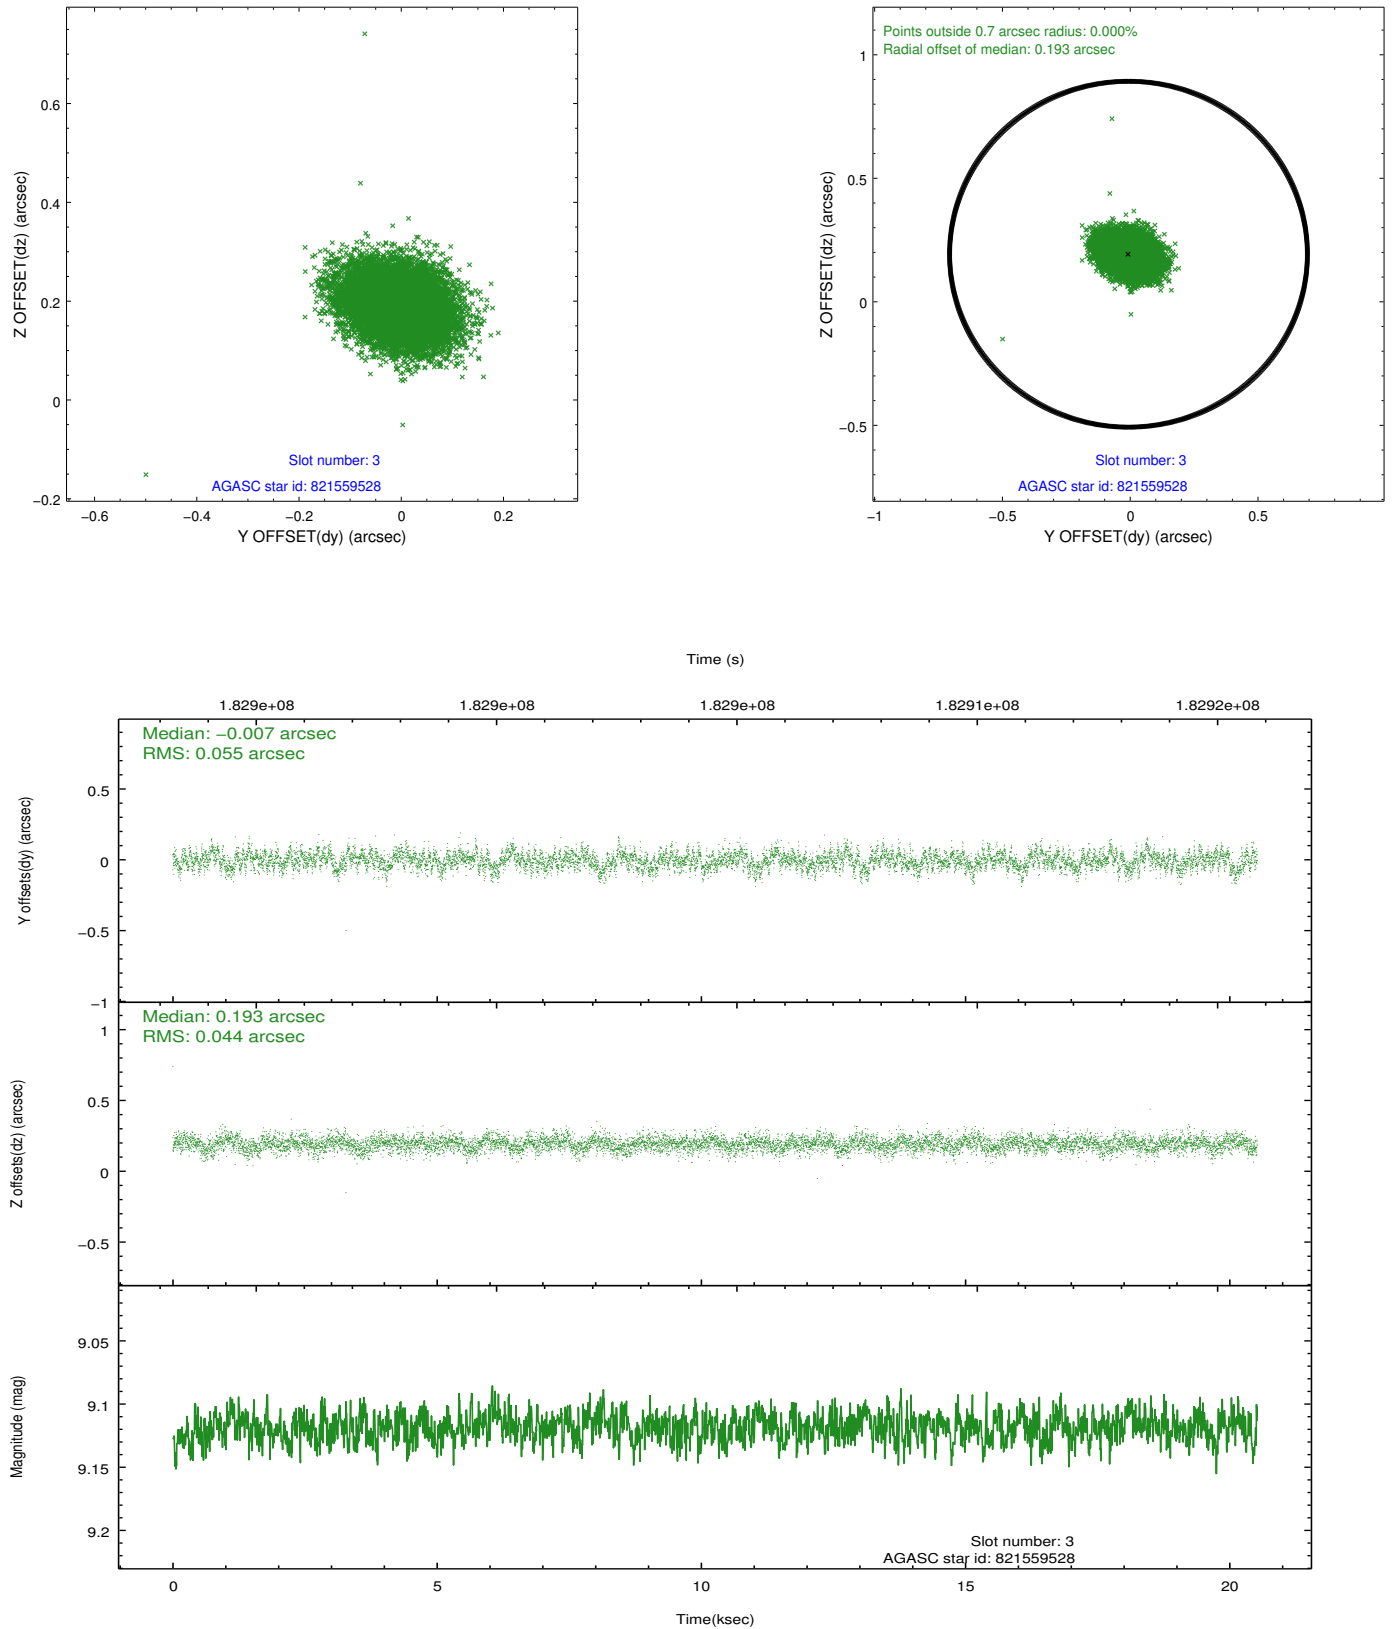 0.6
0.4
0.2
0
−0.2
Z OFFSET(dz) (arcsec)
Slot number: 3
AGASC star id: 821559528
−0.6
−0.4
−0.2
0
0.2
Y OFFSET(dy) (arcsec)
Points outside 0.7 arcsec radius: 0.000%
Radial offset of median: 0.193 arcsec
1
0.5
0
−0.5
Z OFFSET(dz) (arcsec)
Slot number: 3
AGASC star id: 821559528
−1
−0.5
0
0.5
Y OFFSET(dy) (arcsec)
Time (s)
1.829e+08
1.829e+08
1.829e+08
1.8291e+08
1.8292e+08
Median: −0.007 arcsec
RMS: 0.055 arcsec
0.5
0
−0.5
−1
Y offsets(dy) (arcsec)
Median: 0.193 arcsec
RMS: 0.044 arcsec
1
0.5
0
−0.5
Z offsets(dz) (arcsec)
9.05
9.1
9.15
9.2
Magnitude (mag)
Slot number: 3
AGASC star id: 821559528
0
5
10
15
20
Time(ksec)